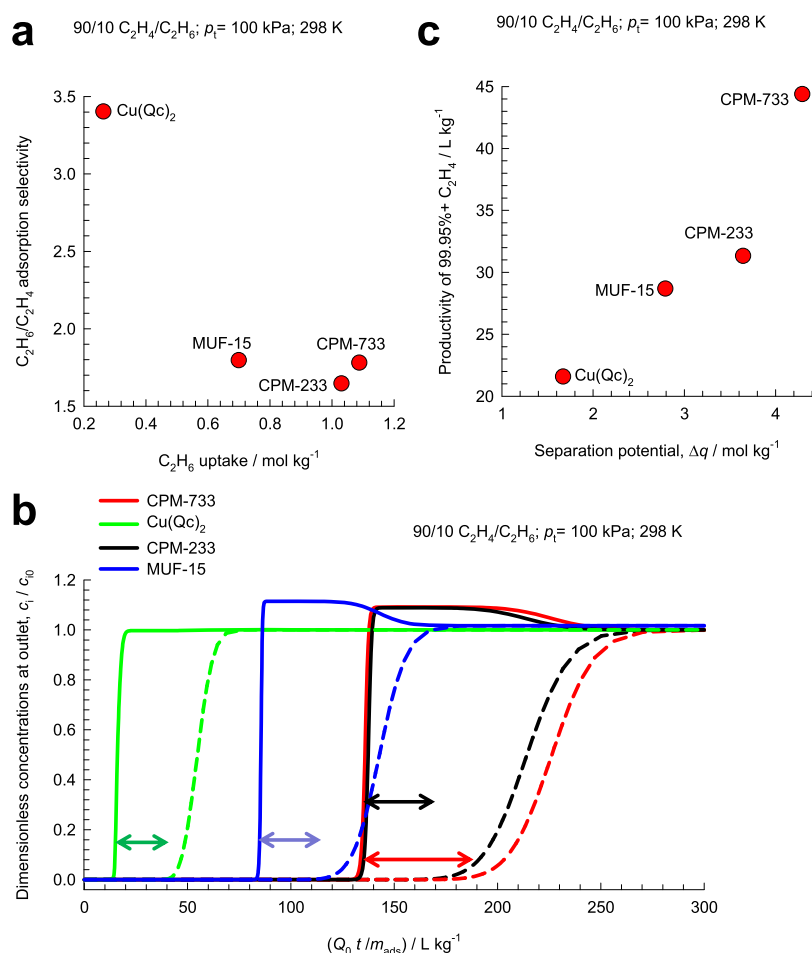 a
90/10 C₂H₄/C₂H₆; pₜ= 100 kPa; 298 K
C₂H₆/C₂H₄ adsorption selectivity
3.5
3.0
2.5
2.0
1.5
Cu(Qc)₂
MUF-15
CPM-733
CPM-233
0.2
0.4
0.6
0.8
1.0
1.2
C₂H₆ uptake / mol kg⁻¹
c
90/10 C₂H₄/C₂H₆; pₜ= 100 kPa; 298 K
Productivity of 99.95%+ C₂H₄ / L kg⁻¹
45
40
35
30
25
20
CPM-733
CPM-233
MUF-15
Cu(Qc)₂
1
2
3
4
Separation potential, Δq / mol kg⁻¹
b
CPM-733
Cu(Qc)₂
CPM-233
MUF-15
90/10 C₂H₄/C₂H₆; pₜ= 100 kPa; 298 K
Dimensionless concentrations at outlet, cᵢ / cᵢ₀
1.2
1.0
0.8
0.6
0.4
0.2
0.0
0
50
100
150
200
250
300
(Q₀ t /m_ads) / L kg⁻¹